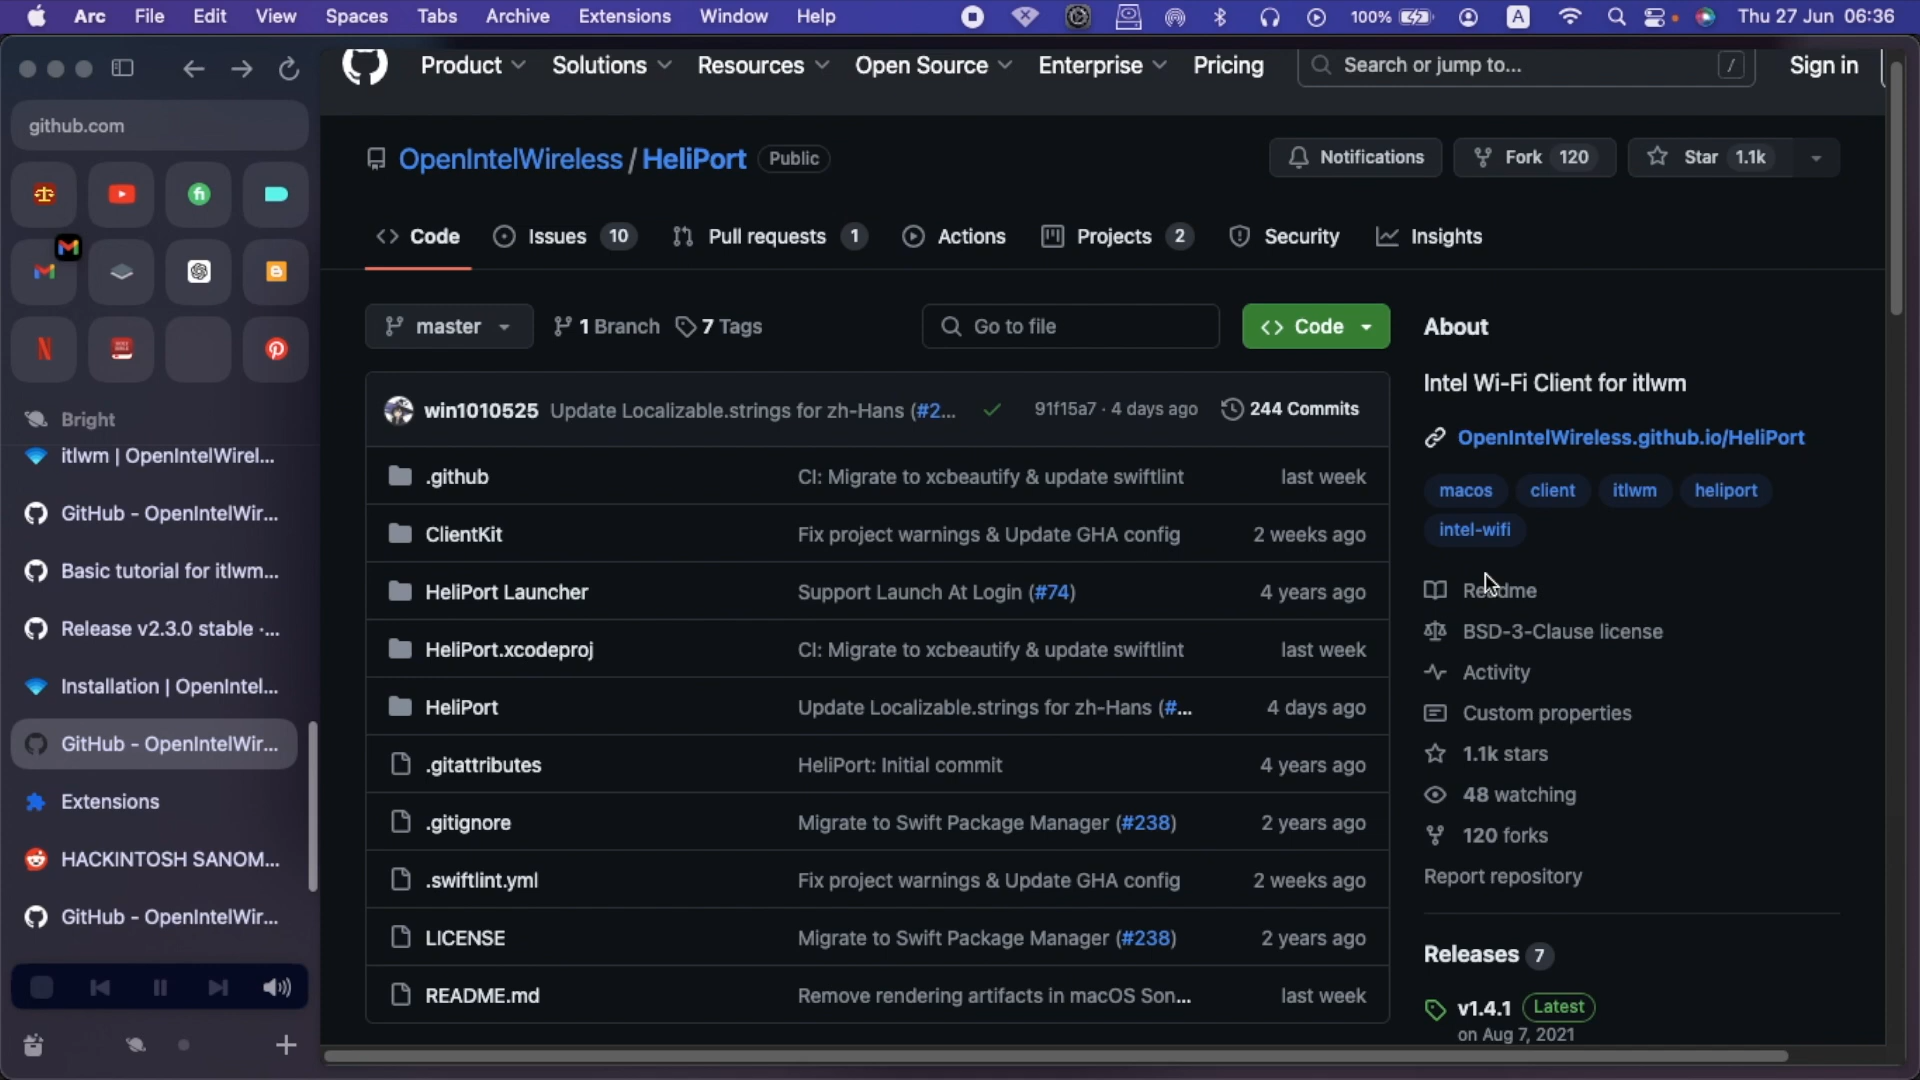 Arc File Edit View Spaces Tabs Archive Extensions Window Help 100% A Thu 27 Jun 06:36
Product Solutions Resources Open Source Enterprise Pricing Search or jump to... / Sign in
github.com
OpenIntelWireless / HeliPort Public Notifications Fork 120 Star 1.1k
Code Issues 10 Pull requests 1 Actions Projects 2 Security Insights
master 1 Branch 7 Tags Go to file Code About
Intel Wi-Fi Client for itlwm
win1010525 Update Localizable.strings for zh-Hans (#2... 91f15a7 · 4 days ago 244 Commits
OpenIntelWireless.github.io/HeliPort
macos client itlwm heliport
intel-wifi
.github CI: Migrate to xcbeautify & update swiftlint last week
ClientKit Fix project warnings & Update GHA config 2 weeks ago
HeliPort Launcher Support Launch At Login (#74) 4 years ago
HeliPort.xcodeproj CI: Migrate to xcbeautify & update swiftlint last week
HeliPort Update Localizable.strings for zh-Hans (#... 4 days ago
.gitattributes HeliPort: Initial commit 4 years ago
.gitignore Migrate to Swift Package Manager (#238) 2 years ago
.swiftlint.yml Fix project warnings & Update GHA config 2 weeks ago
LICENSE Migrate to Swift Package Manager (#238) 2 years ago
README.md Remove rendering artifacts in macOS Son... last week
Readme
BSD-3-Clause license
Activity
Custom properties
1.1k stars
48 watching
120 forks
Report repository
Releases 7
v1.4.1 Latest
on Aug 7, 2021
Bright
itlwm | OpenIntelWirel...
GitHub - OpenIntelWir...
Basic tutorial for itlwm...
Release v2.3.0 stable ·...
Installation | OpenIntel...
GitHub - OpenIntelWir...
Extensions
HACKINTOSH SANOM...
GitHub - OpenIntelWir...